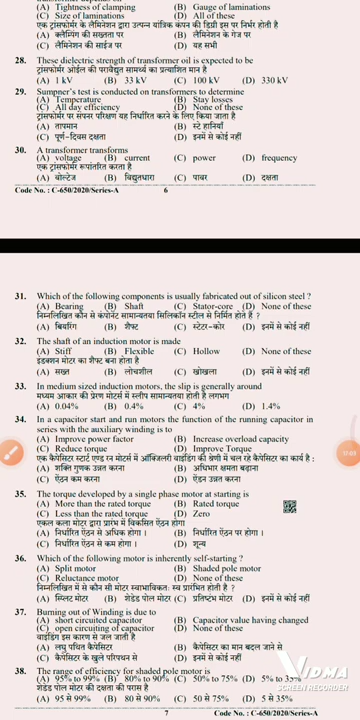 (A) Tightness of clamping (B) Gauge of laminations
(C) Size of laminations (D) All of these
एक ट्रांसफोर्मर के लैमिनेशन द्वारा उत्पन्न यांत्रिक कंपन की डिग्री इस पर निर्भर होती है
(A) क्लैम्पिंग की सख्तता पर (B) लैमिनेशन के गेज पर
(C) लैमिनेशन की साईज पर (D) यह सभी
28. These dielectric strength of transformer oil is expected to be
ट्रांसफोर्मर ऑईल की परावैद्युत सामर्थ्य का प्रत्याशित मान है
(A) 1 kV (B) 33 kV (C) 100 kV (D) 330 kV
29. Sumpner's test is conducted on transformers to determine
(A) Temperature (B) Stay losses
(C) All day efficiency (D) None of these
ट्रांसफोर्मर पर संपनर परिक्षण यह निर्धारित करने के लिए किया जाता है
(A) तापमान (B) स्टे हानियाँ
(C) पूर्ण-दिवस दक्षता (D) इनमें से कोई नहीं
30. A transformer transforms
(A) voltage (B) current (C) power (D) frequency
एक ट्रांसफोर्मर रूपांतरित करता है
(A) वोल्टेज (B) विद्युतधारा (C) पावर (D) दक्षता
Code No. : C-650/2020/Series-A 6
31. Which of the following components is usually fabricated out of silicon steel ?
(A) Bearing (B) Shaft (C) Stator-core (D) None of these
निम्नलिखित कौन से कंपोनेंट सामान्यतया सिलिकॉन स्टील से निर्मित होते हैं ?
(A) बियरिंग (B) शैफ्ट (C) स्टेटर-कोर (D) इनमें से कोई नहीं
32. The shaft of an induction motor is made
(A) Stiff (B) Flexible (C) Hollow (D) None of these
इंडक्शन मोटर का शैफ्ट बना होता है
(A) सख्त (B) लोचशील (C) खोखला (D) इनमें से कोई नहीं
33. In medium sized induction motors, the slip is generally around
मध्यम आकार की प्रेरण मोटर्स में स्लीप सामान्यतया होती है लगभग
(A) 0.04% (B) 0.4% (C) 4% (D) 1.4%
34. In a capacitor start and run motors the function of the running capacitor in
series with the auxiliary winding is to
(A) Improve power factor (B) Increase overload capacity
(C) Reduce torque (D) Improve Torque
एक कैपेसिटर स्टार्ट एण्ड रन मोटर्स में ऑक्जिलरी वाइंडिंग की श्रेणी में चल रहे कैपेसिटर का कार्य है :
(A) शक्ति गुणक उन्नत करना (B) अधिभार क्षमता बढ़ाना
(C) ऐंठन कम करना (D) ऐंठन उन्नत करना
35. The torque developed by a single phase motor at starting is
(A) More than the rated torque (B) Rated torque
(C) Less than the rated torque (D) Zero
एकल कला मोटर द्वारा प्रारंभ में विकसित ऐंठन होगा
(A) निर्धारित ऐंठन से अधिक होगा । (B) निर्धारित ऐंठन पर होगा ।
(C) निर्धारित ऐंठन से कम होगा । (D) शून्य
36. Which of the following motor is inherently self-starting ?
(A) Split motor (B) Shaded pole motor
(C) Reluctance motor (D) None of these
निम्नलिखित में से कौन सी मोटर स्वाभाविकतः स्व प्रारंभित होती है ?
(A) स्प्लिट मोटर (B) शेडेड पोल मोटर (C) प्रतिष्टंभ मोटर (D) इनमें से कोई नहीं
37. Burning out of Winding is due to
(A) short circuited capacitor (B) Capacitor value having changed
(C) open circuiting of capacitor (D) None of these
वाइंडिंग इस कारण से जल जाती है
(A) लघु पथित कैपेसिटर (B) कैपेसिटर का मान बदल जाने से
(C) कैपेसिटर के खुले परिपथन से (D) इनमें से कोई नहीं
38. The range of efficiency for shaded pole motor is
(A) 95% to 99% (B) 80% to 90% (C) 50% to 75% (D) 5% to 35%
शेडेड पोल मोटर की दक्षता की परास है
(A) 95 से 99% (B) 80 से 90% (C) 50 से 75% (D) 5 से 35%
7 Code No. : C-650/2020/Series-A
VIDMA
SCREEN RECORDER